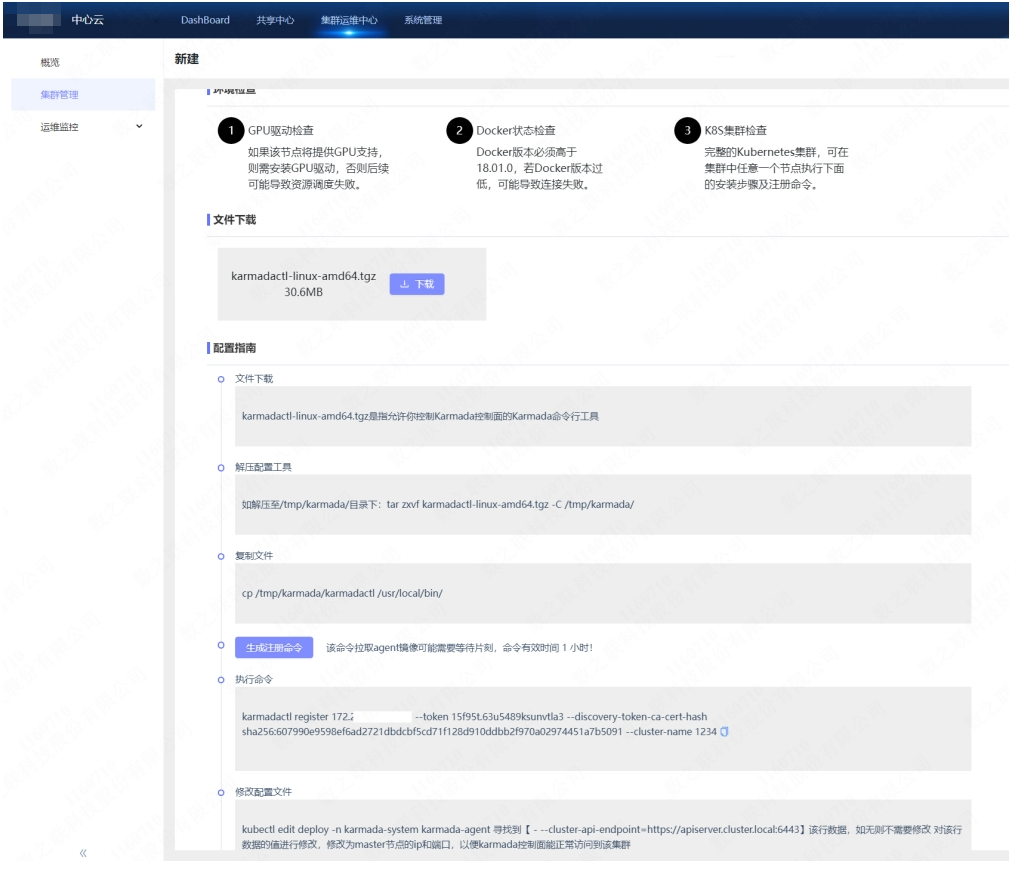 中心云
DashBoard 共享中心 集群运维中心 系统管理
概览
集群管理
运维监控
新建
环境检查
1 GPU驱动检查
如果该节点将提供GPU支持，
则需安装GPU驱动，否则后续
可能导致资源调度失败。
2 Docker状态检查
Docker版本必须高于
18.01.0，若Docker版本过
低，可能导致连接失败。
3 K8S集群检查
完整的Kubernetes集群，可在
集群中任意一个节点执行下面
的安装步骤及注册命令。
文件下载
karmadactl-linux-amd64.tgz
30.6MB
下载
配置指南
文件下载
karmadactl-linux-amd64.tgz是指允许你控制Karmada控制面的Karmada命令行工具
解压配置工具
如解压至/tmp/karmada/目录下：tar zxvf karmadactl-linux-amd64.tgz -C /tmp/karmada/
复制文件
cp /tmp/karmada/karmadactl /usr/local/bin/
生成注册命令 该命令拉取agent镜像可能需要等待片刻，命令有效时间 1 小时！
执行命令
karmadactl register 172.2 --token 15f95t.63u5489ksunvtla3 --discovery-token-ca-cert-hash
sha256:607990e9598ef6ad2721dbdcbf5cd71f128d910ddbb2f970a02974451a7b5091 --cluster-name 1234
修改配置文件
kubectl edit deploy -n karmada-system karmada-agent 寻找到【 - --cluster-api-endpoint=https://apiserver.cluster.local:6443】该行数据，如无则不需要修改 对该行
数据的值进行修改，修改为master节点的ip和端口，以便karmada控制面能正常访问到该集群